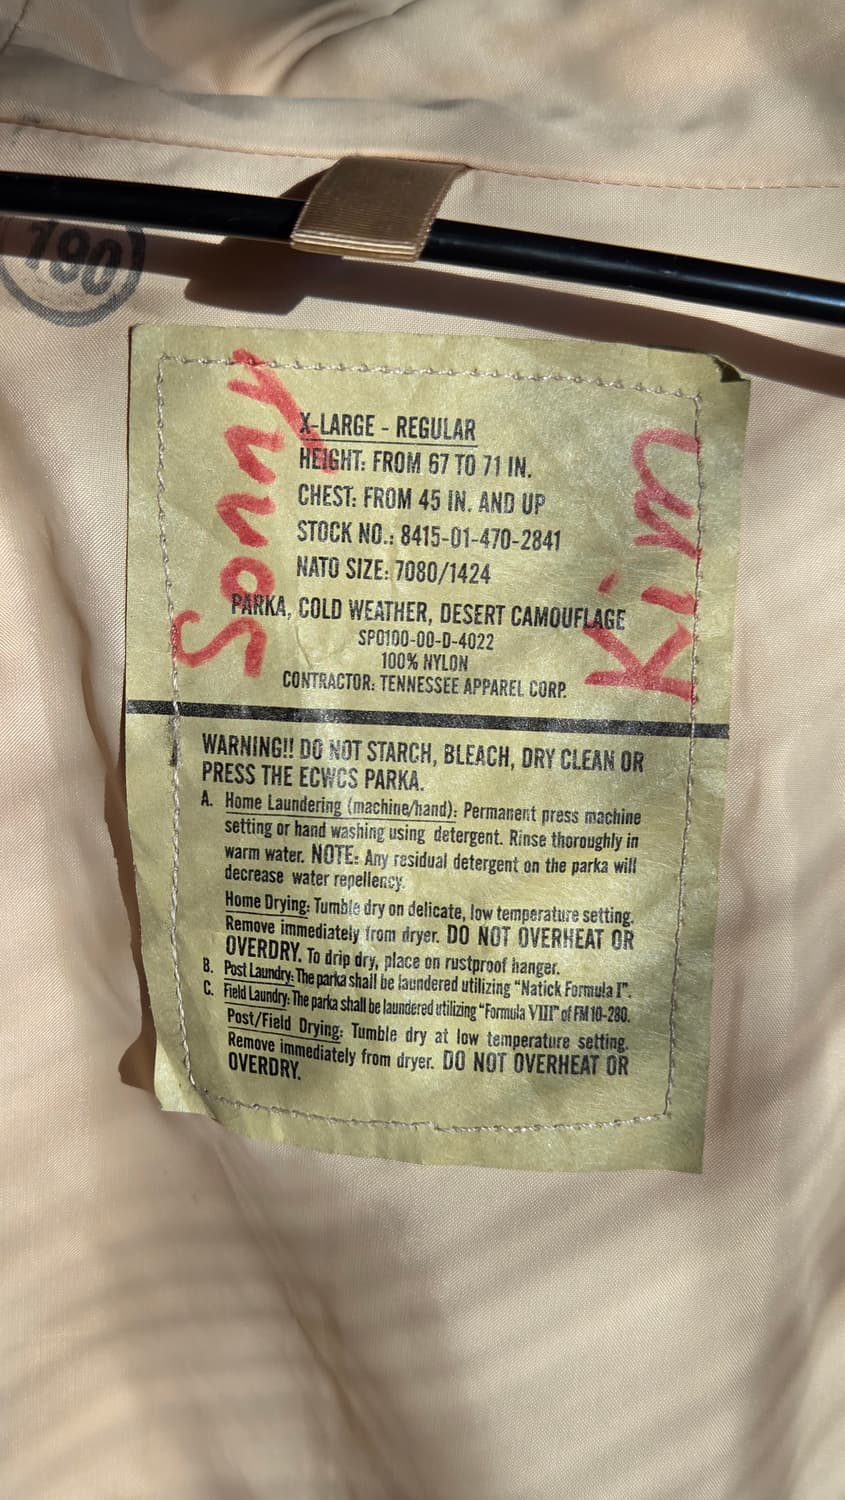 190
Sonny
Kim
X-LARGE - REGULAR
HEIGHT: FROM 67 TO 71 IN.
CHEST: FROM 45 IN. AND UP
STOCK NO.: 8415-01-470-2841
NATO SIZE: 7080/1424
PARKA, COLD WEATHER, DESERT CAMOUFLAGE
SPO100-00-D-4022
100% NYLON
CONTRACTOR: TENNESSEE APPAREL CORP.
WARNING!! DO NOT STARCH, BLEACH, DRY CLEAN OR
PRESS THE ECWCS PARKA.
A. Home Laundering (machine/hand): Permanent press machine
setting or hand washing using detergent. Rinse thoroughly in
warm water. NOTE: Any residual detergent on the parka will
decrease water repellency.
Home Drying: Tumble dry on delicate, low temperature setting.
Remove immediately from dryer. DO NOT OVERHEAT OR
OVERDRY. To drip dry, place on rustproof hanger.
B. Post Laundry: The parka shall be laundered utilizing "Natick Formula I".
C. Field Laundry: The parka shall be laundered utilizing "Formula VIII" of FM 10-280.
Post/Field Drying: Tumble dry at low temperature setting.
Remove immediately from dryer. DO NOT OVERHEAT OR
OVERDRY.